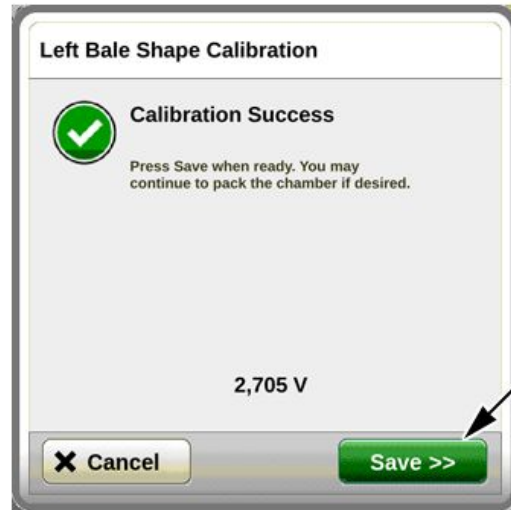 Left Bale Shape Calibration
Calibration Success
Press Save when ready. You may
continue to pack the chamber if desired.
2,705 V
Cancel
Save >>